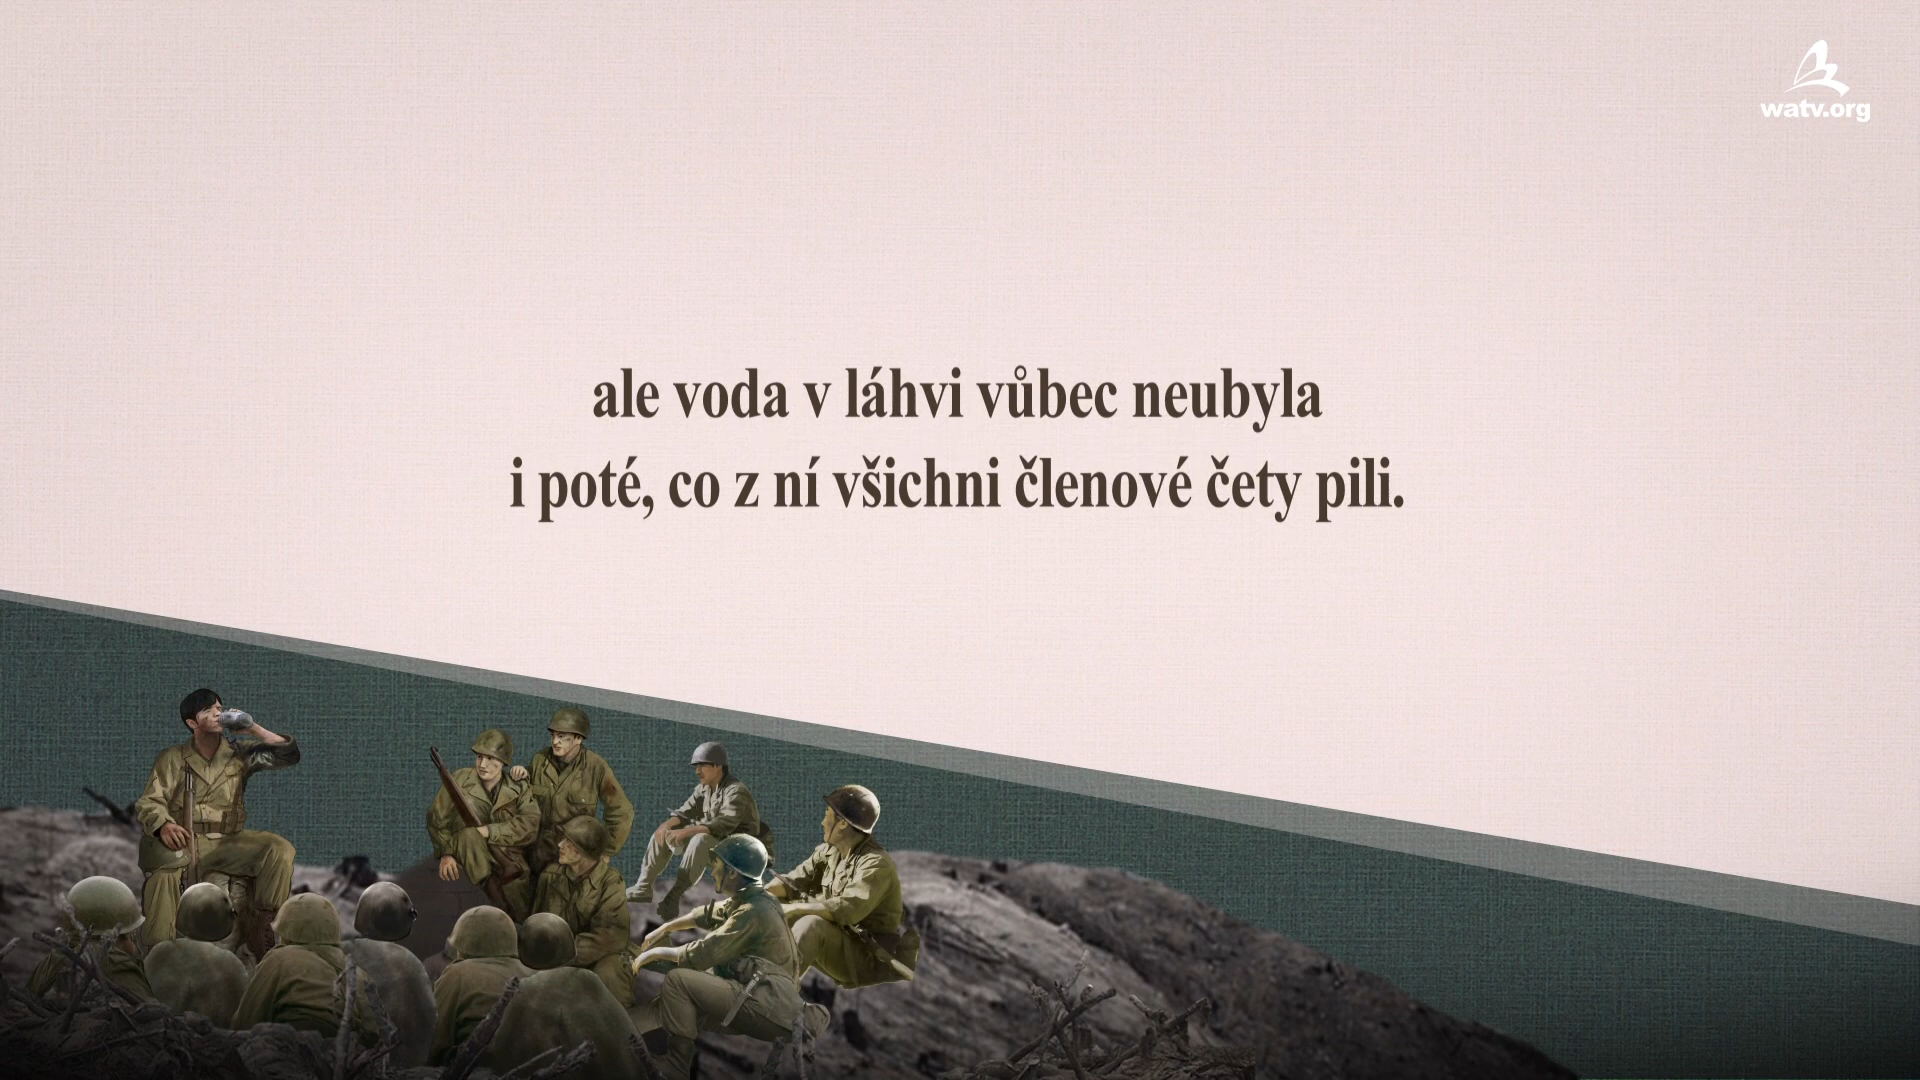 watv.org
ale voda v láhvi vůbec neubyla
i poté, co z ní všichni členové čety pili.